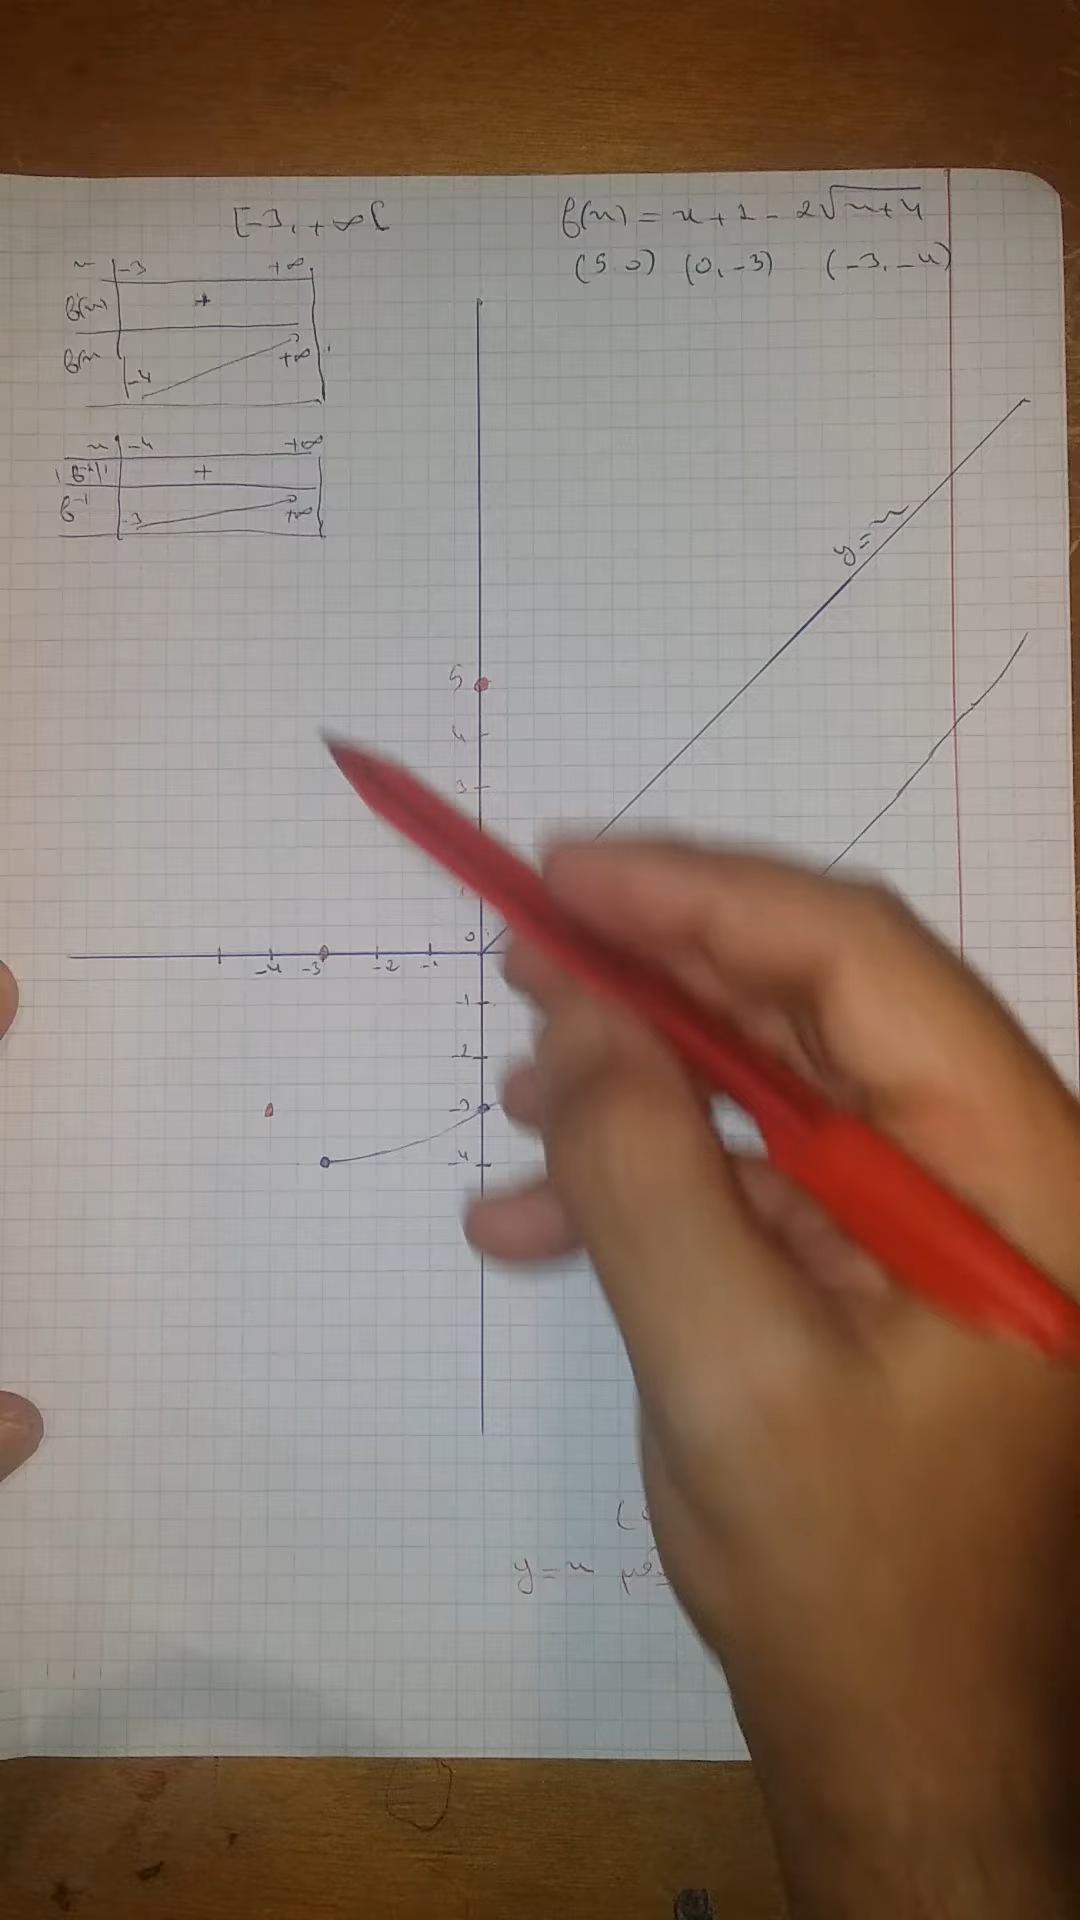 [-3, +∞[
f(x) = x + 1 - 2√x+4
(5 0) (0, -3) (-3, -4)
x -3 +∞
f'(x) +
f(x -4 +∞
x -4 +∞
(f⁻¹)' +
f⁻¹ -3 +∞
y = x
5
4
3
1
0
-4 -3 -2 -1
-1
-2
-3
-4
(
y = x